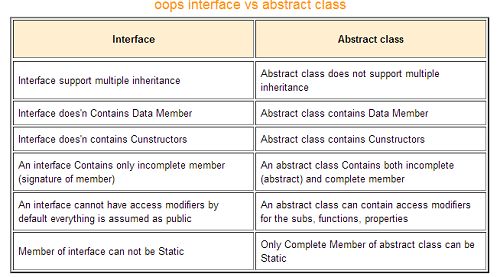 oops interface vs abstract class
Interface
Abstract class
Interface support multiple inheritance
Abstract class does not support multiple
inheritance
Interface does'n Contains Data Member
Abstract class contains Data Member
Interface does'n contains Cunstructors
Abstract class contains Cunstructors
An interface Contains only incomplete member
(signature of member)
An abstract class Contains both incomplete
(abstract) and complete member
An interface cannot have access modifiers by
default everything is assumed as public
An abstract class can contain access modifiers
for the subs, functions, properties
Member of interface can not be Static
Only Complete Member of abstract class can be
Static